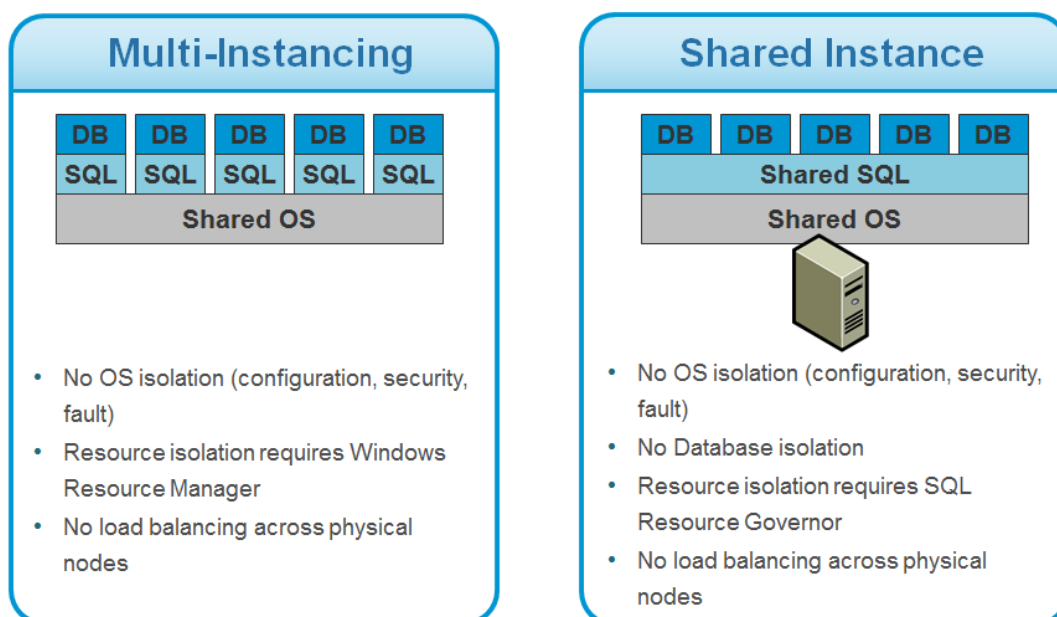 Multi-Instancing
DB DB DB DB DB
SQL SQL SQL SQL SQL
Shared OS
• No OS isolation (configuration, security,
fault)
• Resource isolation requires Windows
Resource Manager
• No load balancing across physical
nodes
Shared Instance
DB DB DB DB DB
Shared SQL
Shared OS
• No OS isolation (configuration, security,
fault)
• No Database isolation
• Resource isolation requires SQL
Resource Governor
• No load balancing across physical
nodes